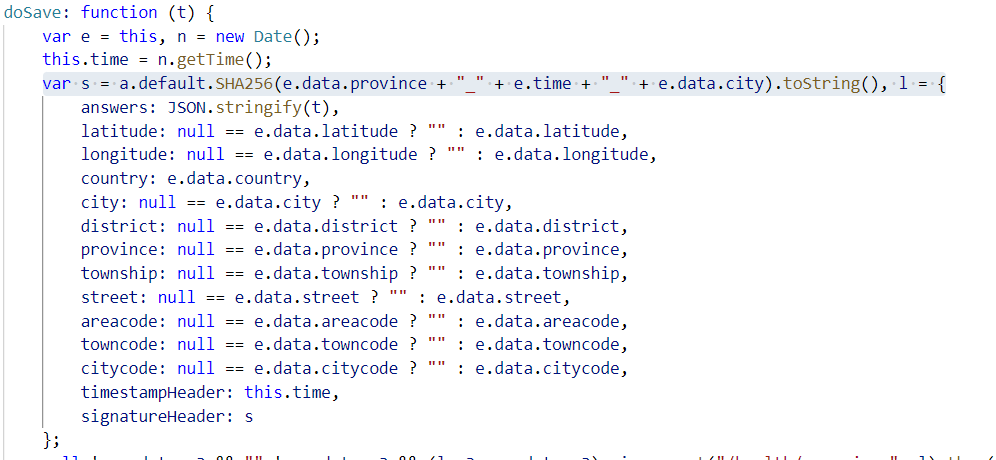 doSave: function (t) {
var e = this, n = new Date();
this.time = n.getTime();
var s = a.default.SHA256(e.data.province + "_" + e.time + "_" + e.data.city).toString(), l = {
answers: JSON.stringify(t),
latitude: null == e.data.latitude ? "" : e.data.latitude,
longitude: null == e.data.longitude ? "" : e.data.longitude,
country: e.data.country,
city: null == e.data.city ? "" : e.data.city,
district: null == e.data.district ? "" : e.data.district,
province: null == e.data.province ? "" : e.data.province,
township: null == e.data.township ? "" : e.data.township,
street: null == e.data.street ? "" : e.data.street,
areacode: null == e.data.areacode ? "" : e.data.areacode,
towncode: null == e.data.towncode ? "" : e.data.towncode,
citycode: null == e.data.citycode ? "" : e.data.citycode,
timestampHeader: this.time,
signatureHeader: s
};